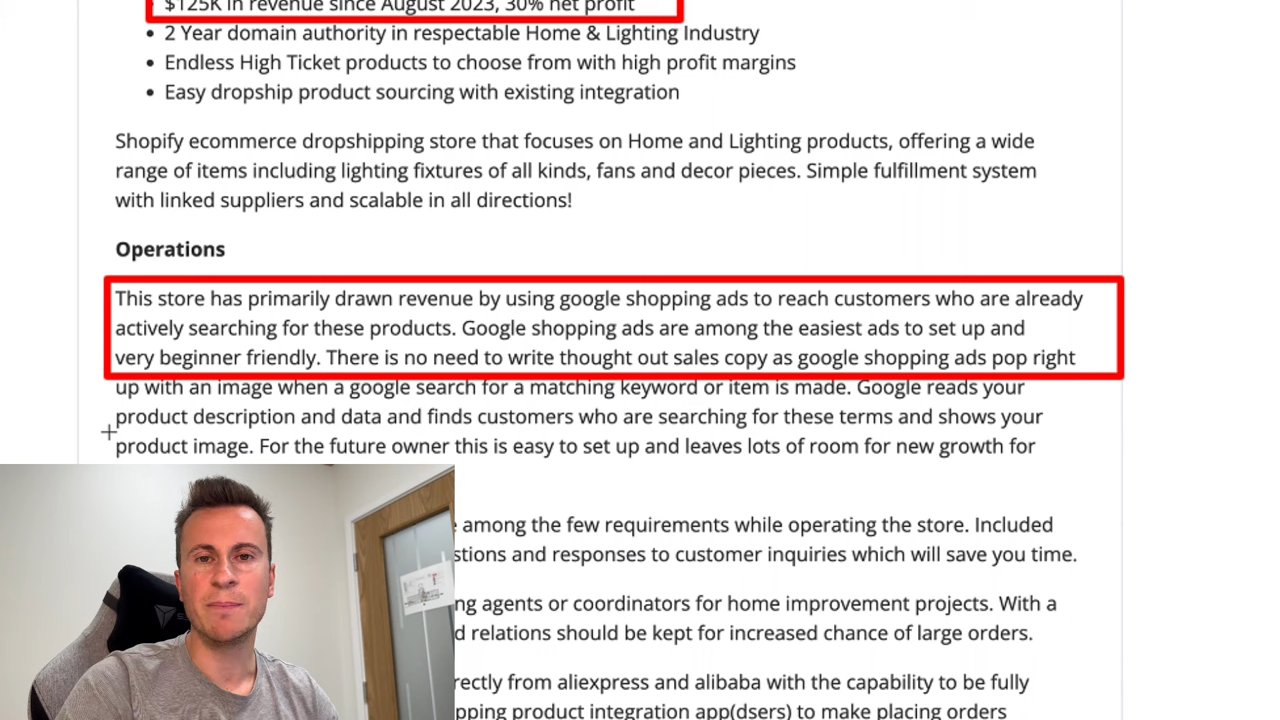 $125K in revenue since August 2023, 30% net profit
2 Year domain authority in respectable Home & Lighting Industry
Endless High Ticket products to choose from with high profit margins
Easy dropship product sourcing with existing integration
Shopify ecommerce dropshipping store that focuses on Home and Lighting products, offering a wide
range of items including lighting fixtures of all kinds, fans and decor pieces. Simple fulfillment system
with linked suppliers and scalable in all directions!
Operations
This store has primarily drawn revenue by using google shopping ads to reach customers who are already
actively searching for these products. Google shopping ads are among the easiest ads to set up and
very beginner friendly. There is no need to write thought out sales copy as google shopping ads pop right
up with an image when a google search for a matching keyword or item is made. Google reads your
product description and data and finds customers who are searching for these terms and shows your
product image. For the future owner this is easy to set up and leaves lots of room for new growth for
among the few requirements while operating the store. Included
stions and responses to customer inquiries which will save you time.
ng agents or coordinators for home improvement projects. With a
d relations should be kept for increased chance of large orders.
rectly from aliexpress and alibaba with the capability to be fully
pping product integration app(dsers) to make placing orders